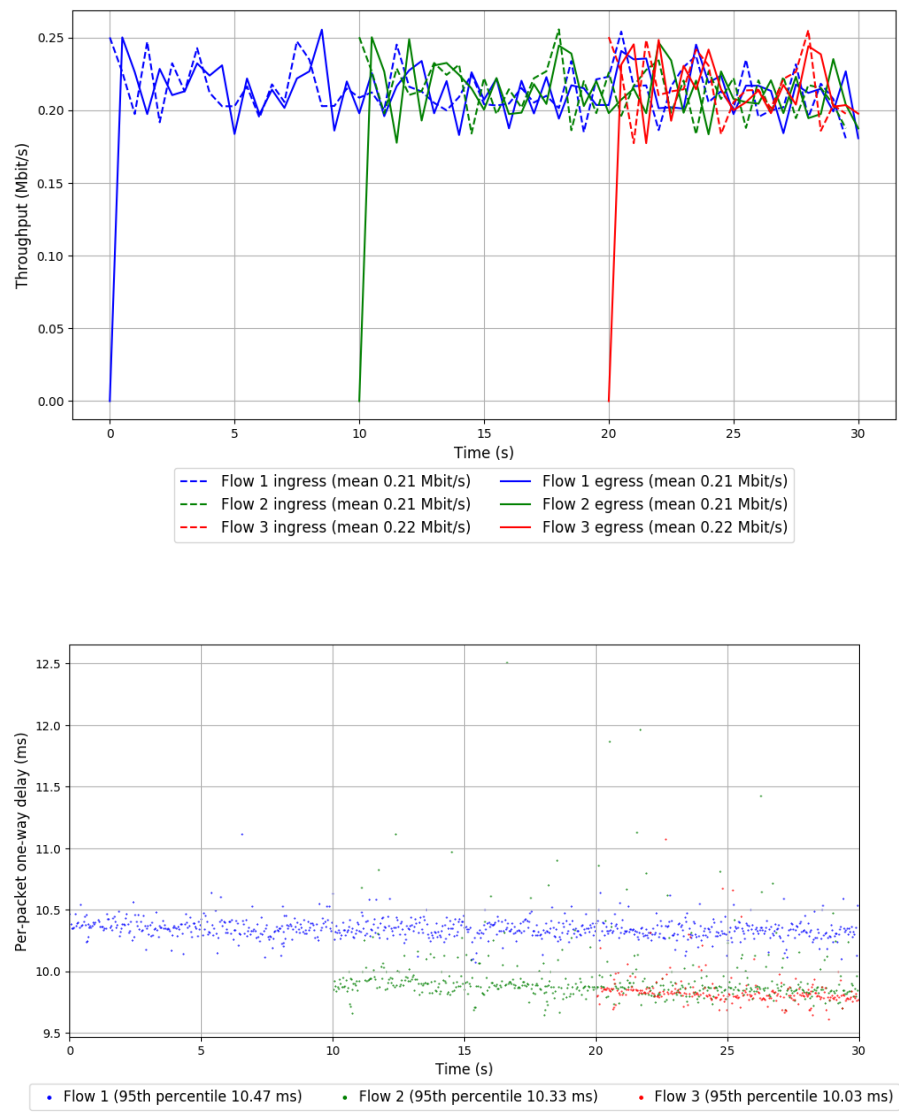 0.25
0.20
0.15
0.10
0.05
0.00
Throughput (Mbit/s)
0 5 10 15 20 25 30
Time (s)
Flow 1 ingress (mean 0.21 Mbit/s) Flow 1 egress (mean 0.21 Mbit/s)
Flow 2 ingress (mean 0.21 Mbit/s) Flow 2 egress (mean 0.21 Mbit/s)
Flow 3 ingress (mean 0.22 Mbit/s) Flow 3 egress (mean 0.22 Mbit/s)
12.5
12.0
11.5
11.0
10.5
10.0
9.5
Per-packet one-way delay (ms)
0 5 10 15 20 25 30
Time (s)
Flow 1 (95th percentile 10.47 ms) Flow 2 (95th percentile 10.33 ms) Flow 3 (95th percentile 10.03 ms)